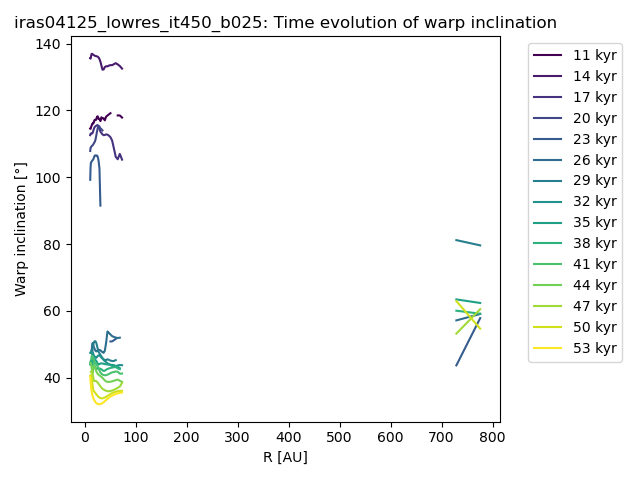 iras04125_lowres_it450_b025: Time evolution of warp inclination
Warp inclination [°]
140
120
100
80
60
40
0 100 200 300 400 500 600 700 800
R [AU]
11 kyr
14 kyr
17 kyr
20 kyr
23 kyr
26 kyr
29 kyr
32 kyr
35 kyr
38 kyr
41 kyr
44 kyr
47 kyr
50 kyr
53 kyr